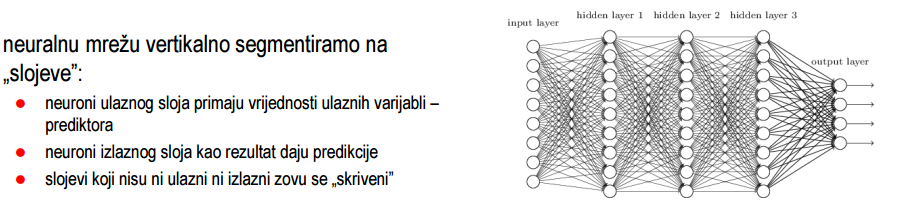 neuralnu mrežu vertikalno segmentiramo na
„slojeve”:
● neuroni ulaznog sloja primaju vrijednosti ulaznih varijabli –
prediktora
● neuroni izlaznog sloja kao rezultat daju predikcije
● slojevi koji nisu ni ulazni ni izlazni zovu se „skriveni”
input layer
hidden layer 1 hidden layer 2 hidden layer 3
output layer